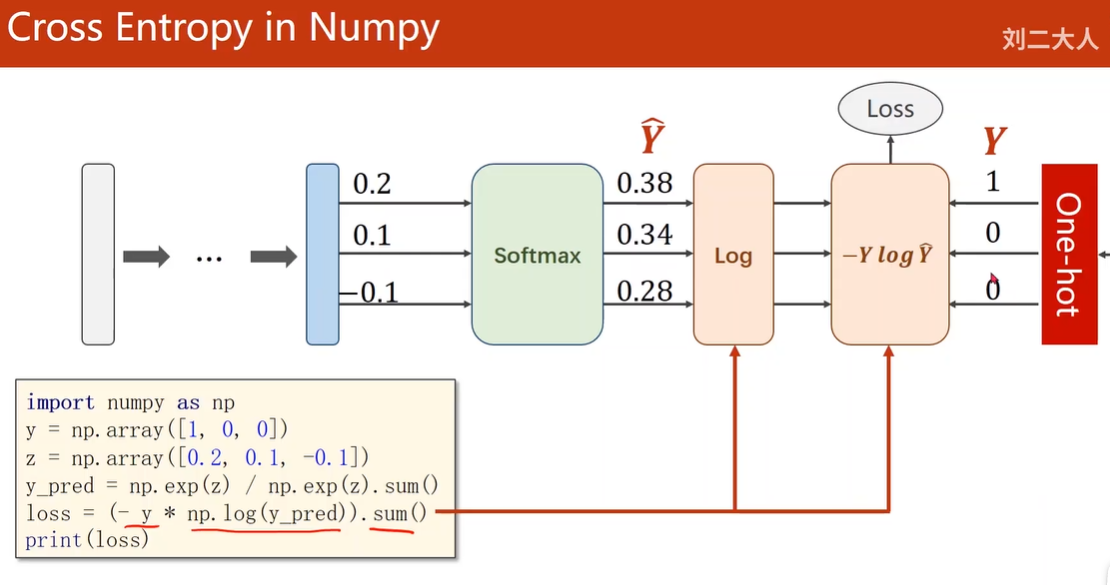 Cross Entropy in Numpy
刘二大人
Loss
Ŷ
Y
0.2
0.38
1
0.1
0.34
0
−0.1
0.28
0
...
Softmax
Log
−Y log Ŷ
One-hot
import numpy as np
y = np.array([1, 0, 0])
z = np.array([0.2, 0.1, -0.1])
y_pred = np.exp(z) / np.exp(z).sum()
loss = (- y * np.log(y_pred)).sum()
print(loss)